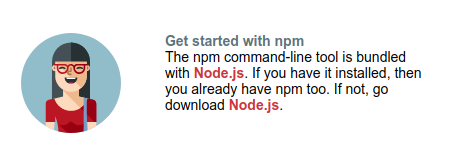 Get started with npm
The npm command-line tool is bundled
with Node.js. If you have it installed, then
you already have npm too. If not, go
download Node.js.